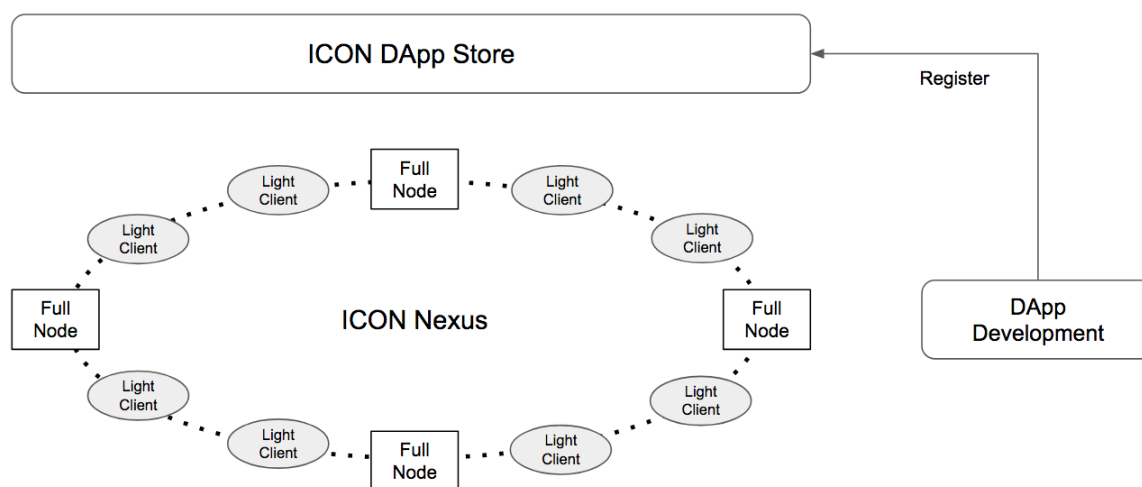 ICON DApp Store
Register
Full
Node
Light
Client
Light
Client
Light
Client
Light
Client
Full
Node
ICON Nexus
Full
Node
DApp
Development
Light
Client
Light
Client
Light
Client
Light
Client
Full
Node